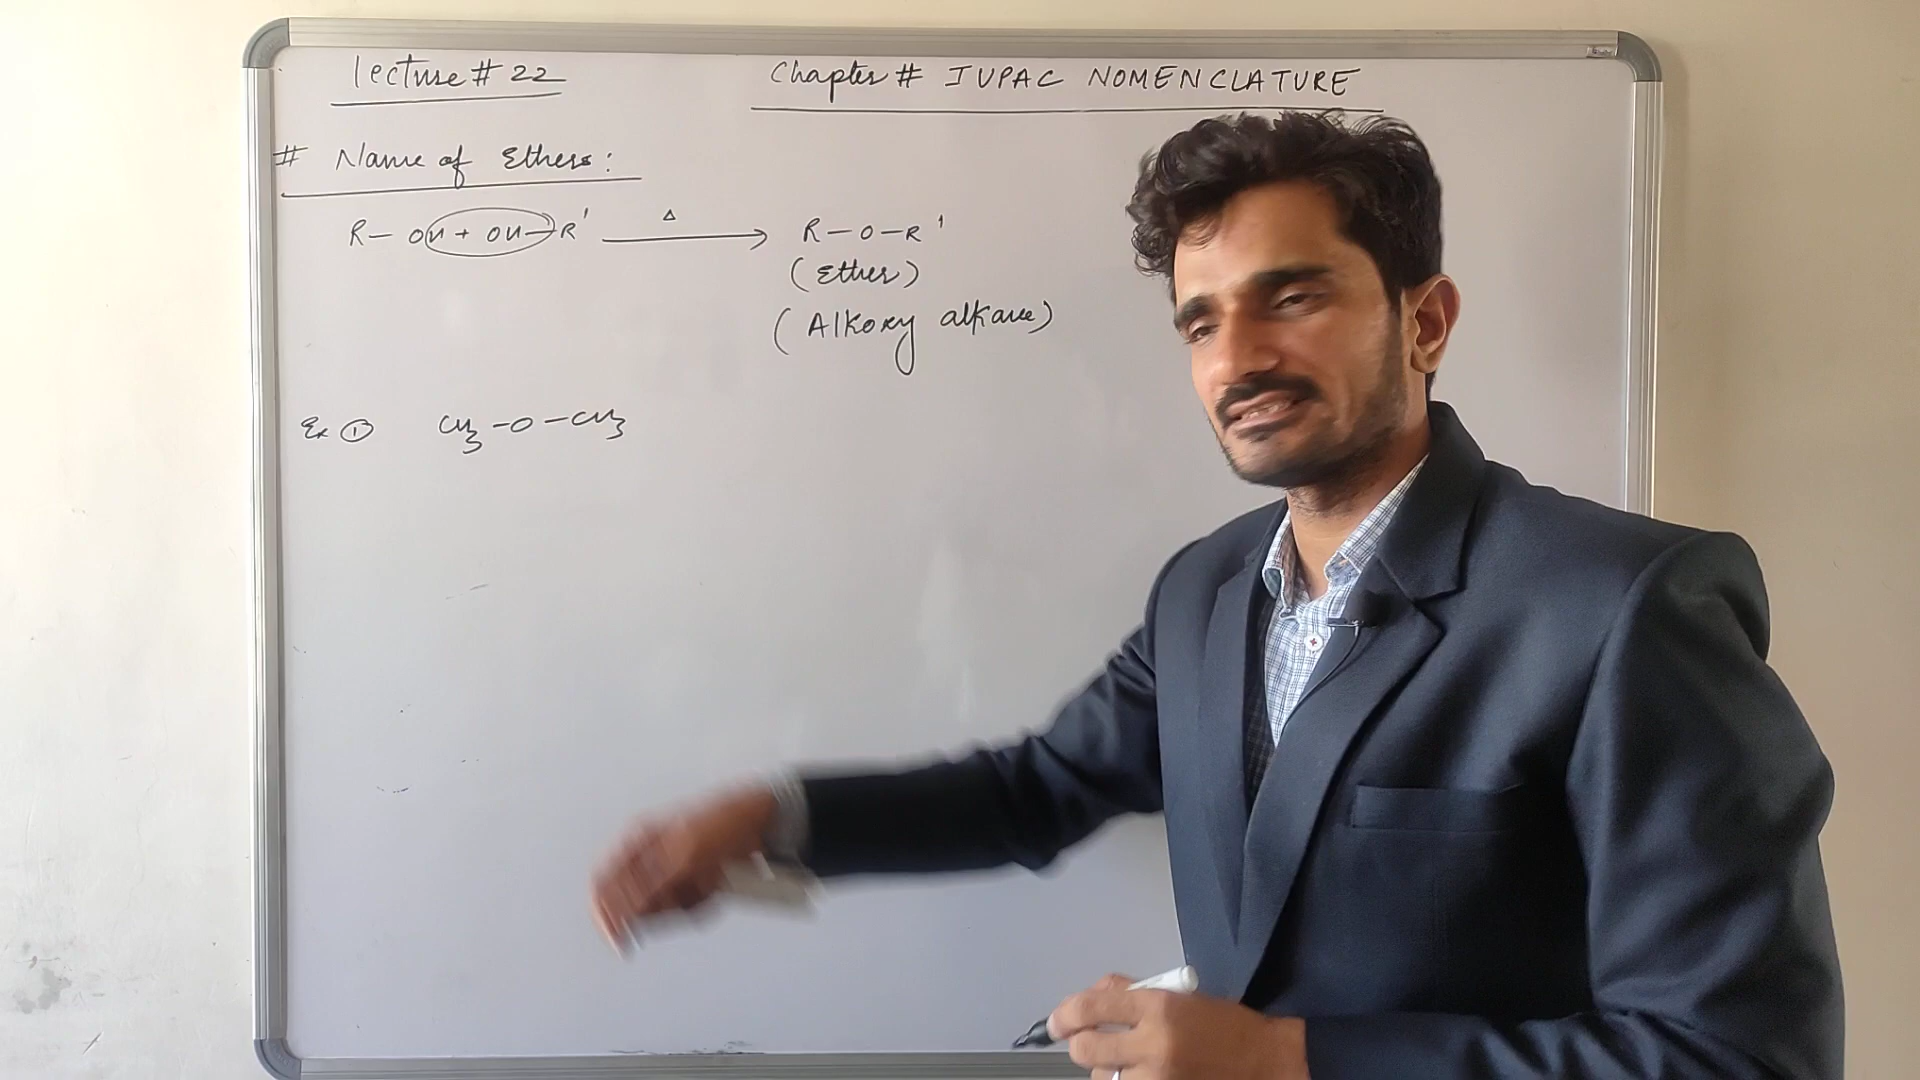 Lecture # 22
Chapter # IUPAC NOMENCLATURE
# Name of Ethers:
R- OH + OH-R' Δ → R-O-R'
(Ether)
(Alkoxy alkane)
Ex ① CH3-O-CH3